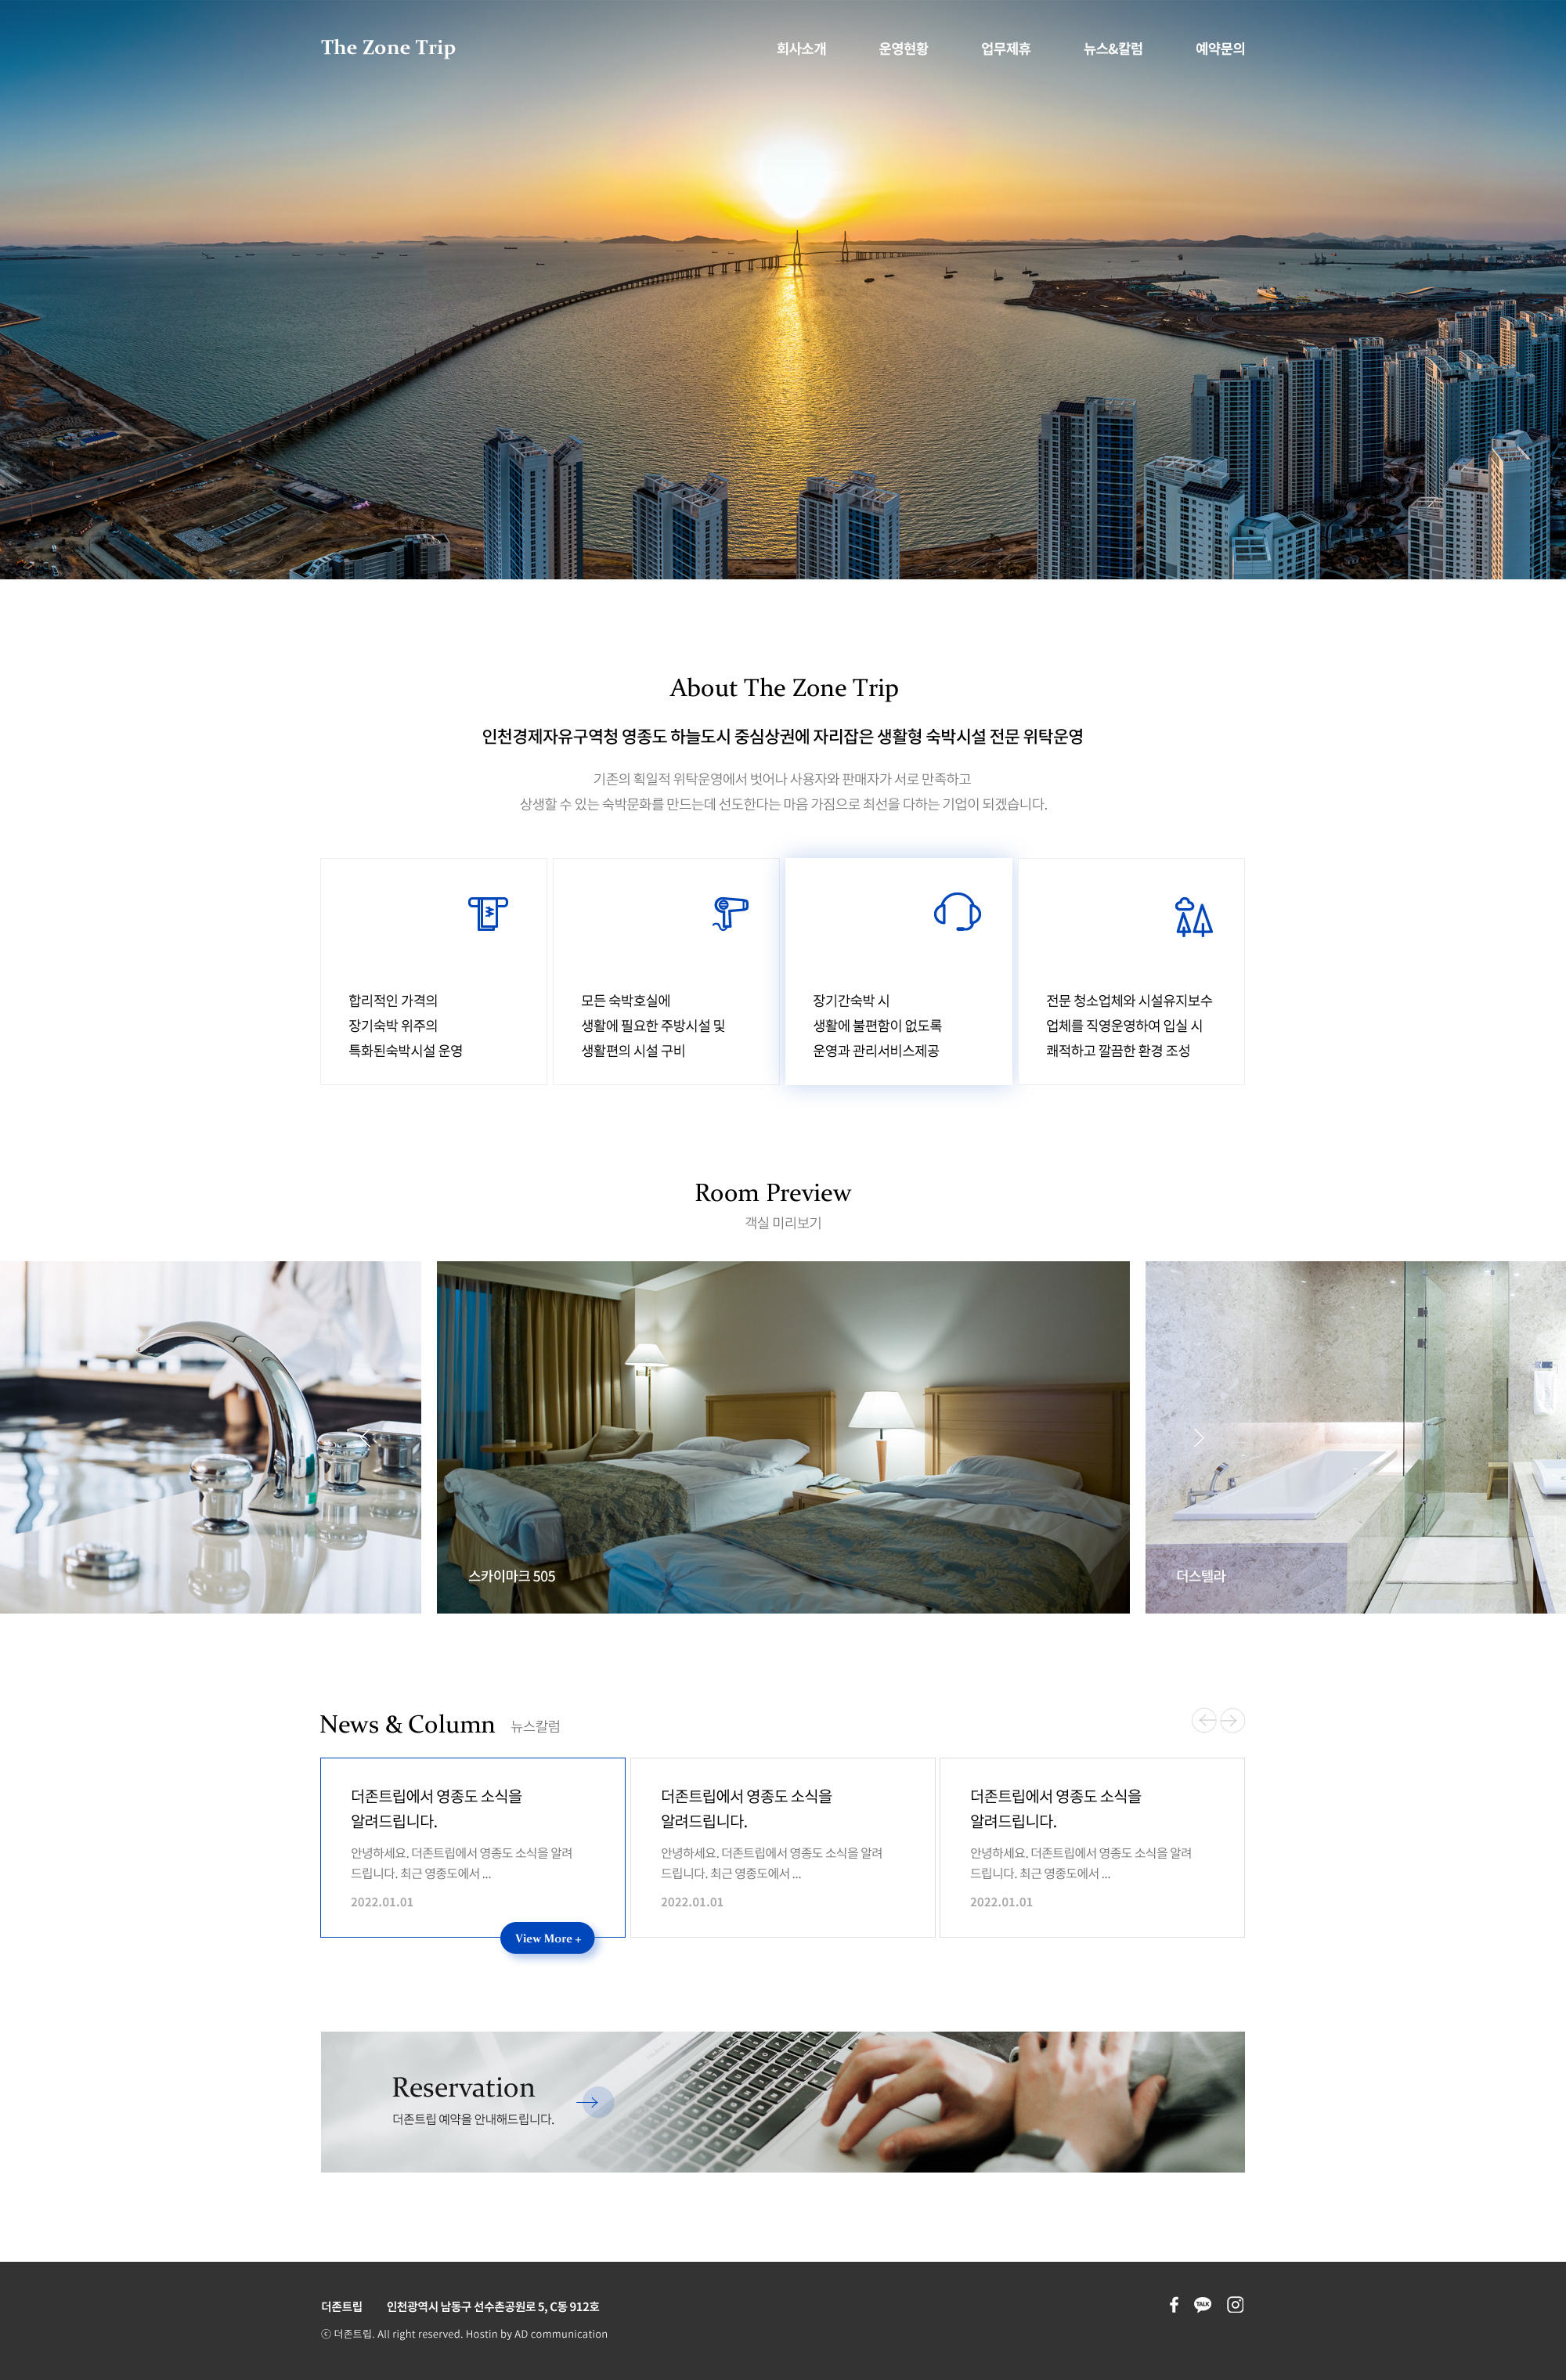 The Zone Trip
회사소개 운영현황 업무제휴 뉴스&칼럼 예약문의
About The Zone Trip
인천경제자유구역청 영종도 하늘도시 중심상권에 자리잡은 생활형 숙박시설 전문 위탁운영
기존의 획일적 위탁운영에서 벗어나 사용자와 판매자가 서로 만족하고
상생할 수 있는 숙박문화를 만드는데 선도한다는 마음 가짐으로 최선을 다하는 기업이 되겠습니다.
합리적인 가격의
장기숙박 위주의
특화된숙박시설 운영
모든 숙박호실에
생활에 필요한 주방시설 및
생활편의 시설 구비
장기간숙박 시
생활에 불편함이 없도록
운영과 관리서비스제공
전문 청소업체와 시설유지보수
업체를 직영운영하여 입실 시
쾌적하고 깔끔한 환경 조성
Room Preview
객실 미리보기
스카이마크 505
더스텔라
News & Column 뉴스칼럼
더존트립에서 영종도 소식을
알려드립니다.
안녕하세요. 더존트립에서 영종도 소식을 알려
드립니다. 최근 영종도에서 ...
2022.01.01
View More +
더존트립에서 영종도 소식을
알려드립니다.
안녕하세요. 더존트립에서 영종도 소식을 알려
드립니다. 최근 영종도에서 ...
2022.01.01
더존트립에서 영종도 소식을
알려드립니다.
안녕하세요. 더존트립에서 영종도 소식을 알려
드립니다. 최근 영종도에서 ...
2022.01.01
Reservation
더존트립 예약을 안내해드립니다.
더존트립 인천광역시 남동구 선수촌공원로 5, C동 912호
TALK
ⓒ 더존트립. All right reserved. Hostin by AD communication